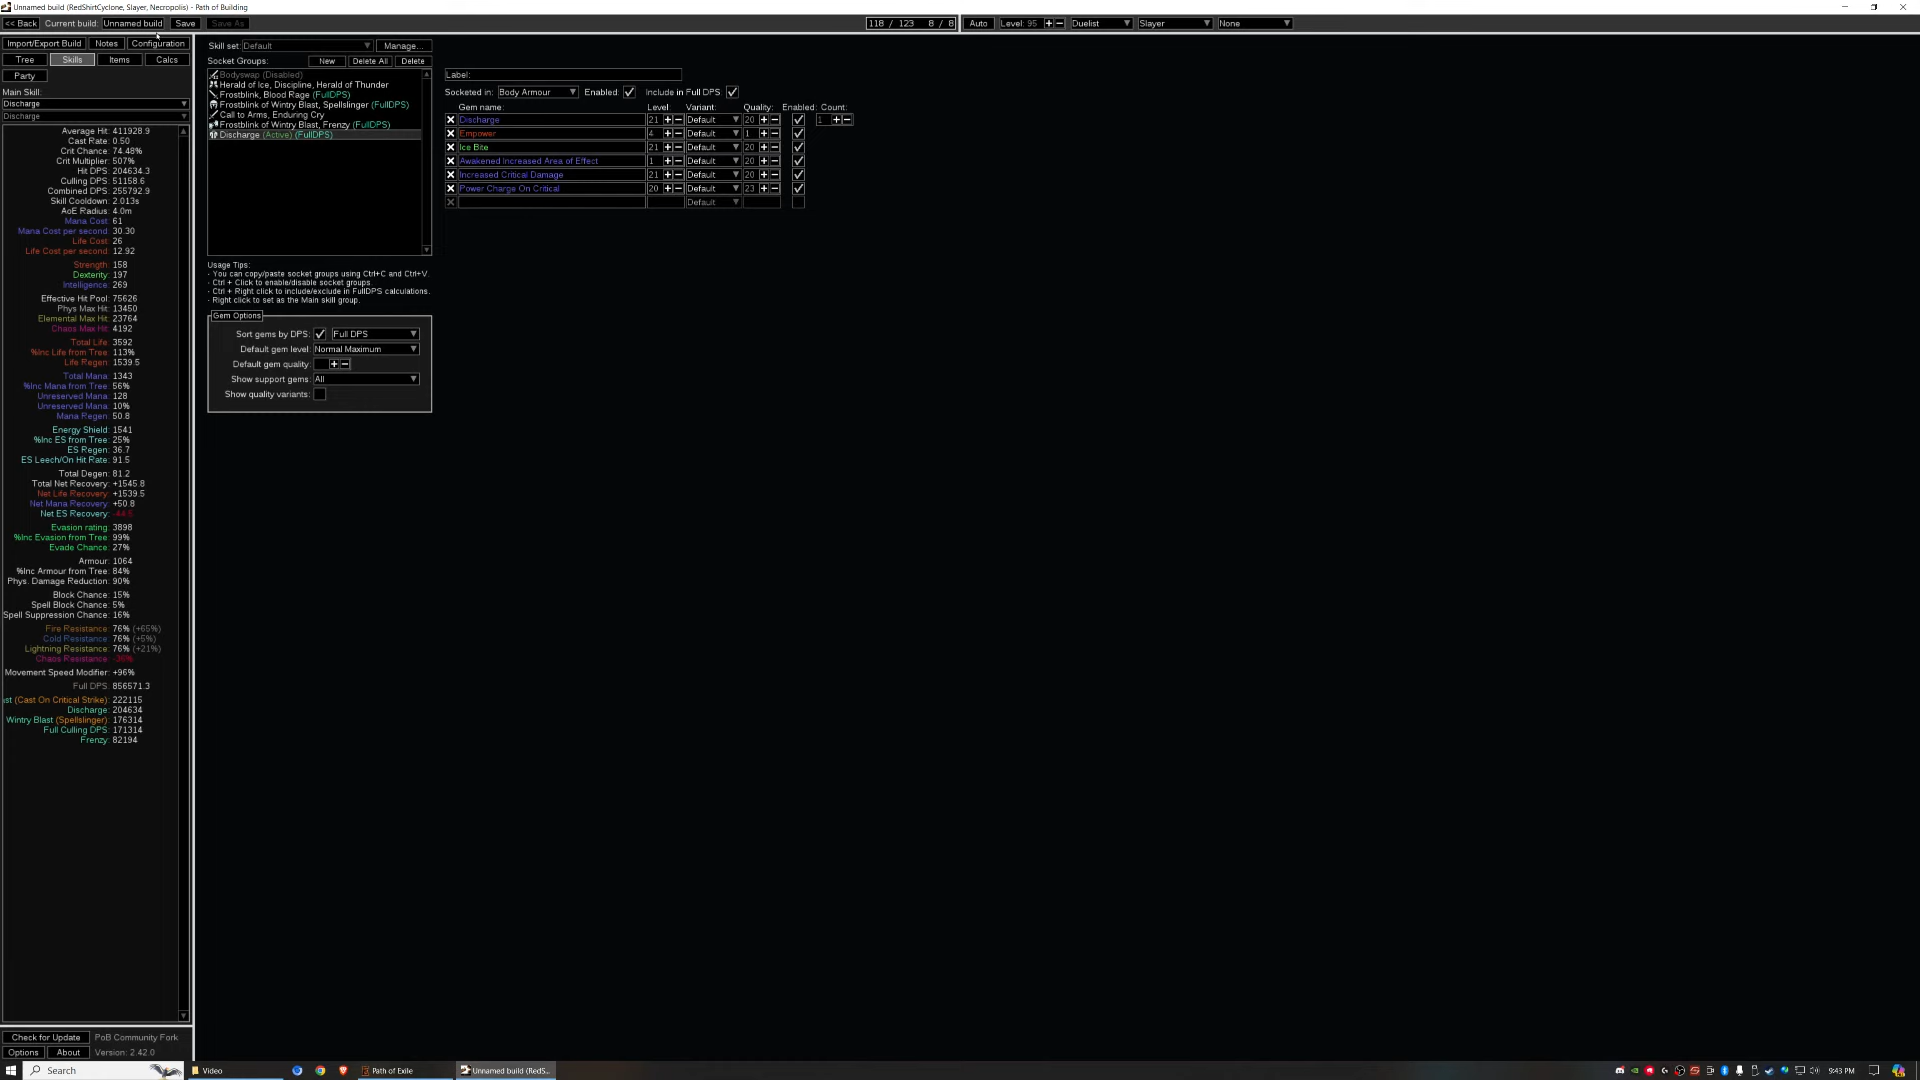 Unnamed build (RedShirtCyclone, Slayer, Necropolis) - Path of Building
<< Back Current build: Unnamed build Save Save As 118 / 123 8 / 8 Auto Level: 95 + - Duelist Slayer None
Import/Export Build Notes Configuration
Tree Skills Items Calcs
Party
Main Skill:
Discharge
Discharge
Average Hit: 411928.9
Cast Rate: 0.50
Crit Chance: 74.48%
Crit Multiplier: 507%
Hit DPS: 204634.3
Culling DPS: 51158.6
Combined DPS: 255792.9
Skill Cooldown: 2.013s
AoE Radius: 4.0m
Mana Cost: 61
Mana Cost per second: 30.30
Life Cost: 26
Life Cost per second: 12.92
Strength: 158
Dexterity: 197
Intelligence: 269
Effective Hit Pool: 75626
Phys Max Hit: 13450
Elemental Max Hit: 23764
Chaos Max Hit: 4192
Total Life: 3592
%Inc Life from Tree: 113%
Life Regen: 1539.5
Total Mana: 1343
%Inc Mana from Tree: 56%
Unreserved Mana: 128
Unreserved Mana: 10%
Mana Regen: 50.8
Energy Shield: 1541
%Inc ES from Tree: 25%
ES Regen: 36.7
ES Leech/On Hit Rate: 91.5
Total Degen: 81.2
Total Net Recovery: +1545.8
Net Life Recovery: +1539.5
Net Mana Recovery: +50.8
Net ES Recovery:
Evasion rating: 3898
%Inc Evasion from Tree: 99%
Evade Chance: 27%
Armour: 1064
%Inc Armour from Tree: 84%
Phys. Damage Reduction: 90%
Block Chance: 15%
Spell Block Chance: 5%
Spell Suppression Chance: 16%
Fire Resistance: 76% (+65%)
Cold Resistance: 76% (+5%)
Lightning Resistance: 76% (+21%)
Chaos Resistance:
Movement Speed Modifier: +96%
Full DPS: 856571.3
st (Cast On Critical Strike): 222115
Discharge: 204634
Wintry Blast (Spellslinger): 176314
Full Culling DPS: 171314
Frenzy: 82194
Check for Update PoB Community Fork
Options About Version: 2.42.0
Skill set: Default Manage...
Socket Groups: New Delete All Delete
Bodyswap (Disabled)
Herald of Ice, Discipline, Herald of Thunder
Frostblink, Blood Rage (FullDPS)
Frostblink of Wintry Blast, Spellslinger (FullDPS)
Call to Arms, Enduring Cry
Frostblink of Wintry Blast, Frenzy (FullDPS)
Discharge (Active) (FullDPS)
Usage Tips:
- You can copy/paste socket groups using Ctrl+C and Ctrl+V.
- Ctrl + Click to enable/disable socket groups
- Ctrl + Right click to include/exclude in FullDPS calculations.
- Right click to set as the Main skill group.
Gem Options
Sort gems by DPS: Full DPS
Default gem level: Normal Maximum
Default gem quality: + -
Show support gems: All
Show quality variants:
Label:
Socketed in: Body Armour Enabled: Include in Full DPS
Gem name: Level: Variant: Quality: Enabled: Count:
X Discharge 21 + - Default 20 + - 1 + -
X Empower 4 + - Default 1 + -
X Ice Bite 21 + - Default 20 + -
X Awakened Increased Area of Effect 1 + - Default 20 + -
X Increased Critical Damage 21 + - Default 20 + -
X Power Charge On Critical 20 + - Default 23 + -
X Default
Search Video Path of Exile Unnamed build (RedS... 9:43 PM